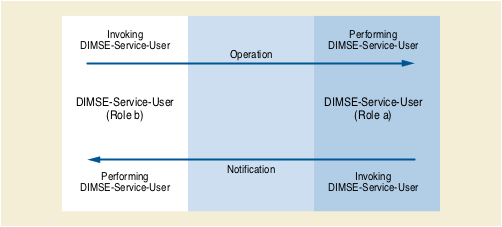 Invoking
DIMSE-Service-User
Performing
DIMSE-Service-User
Operation
DIMSE-Service-User
(Role b)
DIMSE-Service-User
(Role a)
Notification
Performing
DIMSE-Service-User
Invoking
DIMSE-Service-User